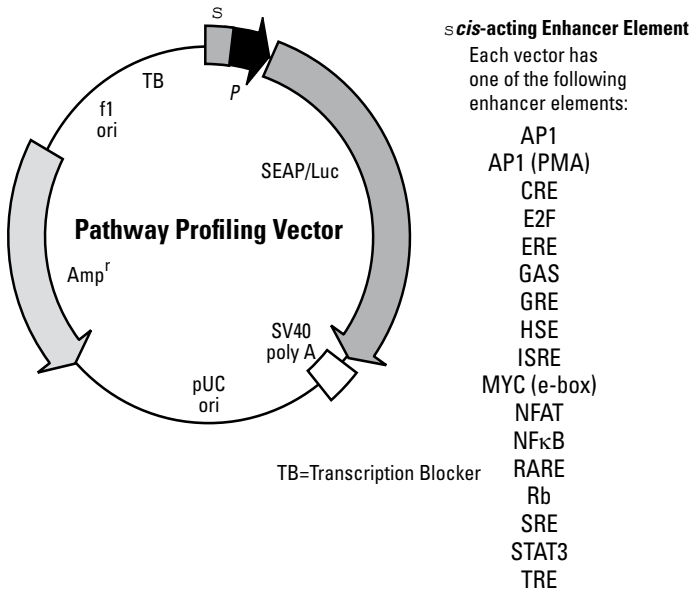 s
P
TB
f1
ori
SEAP/Luc
Pathway Profiling Vector
Ampʳ
SV40
poly A
pUC
ori
TB=Transcription Blocker
s cis-acting Enhancer Element
Each vector has
one of the following
enhancer elements:
AP1
AP1 (PMA)
CRE
E2F
ERE
GAS
GRE
HSE
ISRE
MYC (e-box)
NFAT
NFκB
RARE
Rb
SRE
STAT3
TRE